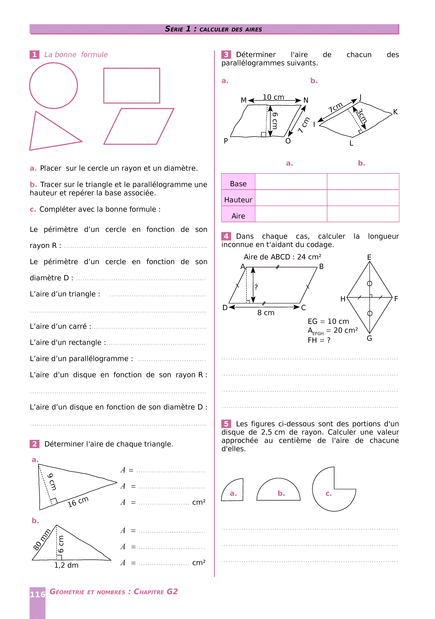 SÉRIE 1 : CALCULER DES AIRES
1 La bonne formule
a. Placer sur le cercle un rayon et un diamètre.
b. Tracer sur le triangle et le parallélogramme une
hauteur et repérer la base associée.
c. Compléter avec la bonne formule :
Le périmètre d'un cercle en fonction de son
rayon R :
Le périmètre d'un cercle en fonction de son
diamètre D :
L'aire d'un triangle :
L'aire d'un carré :
L'aire d'un rectangle :
L'aire d'un parallélogramme :
L'aire d'un disque en fonction de son rayon R :
L'aire d'un disque en fonction de son diamètre D :
2 Déterminer l'aire de chaque triangle.
a.
9 cm
16 cm
A =
A =
A = cm²
b.
80 mm
6 cm
1,2 dm
A =
A =
A = cm²
3 Déterminer l'aire de chacun des
parallélogrammes suivants.
a. b.
M 10 cm N
6 cm
7 cm
P O
J
7cm
3cm
K
I
L
a. b.
Base
Hauteur
Aire
4 Dans chaque cas, calculer la longueur
inconnue en t'aidant du codage.
Aire de ABCD : 24 cm²
A B
?
D C
8 cm
E
H F
G
EG = 10 cm
A_EFGH = 20 cm²
FH = ?
5 Les figures ci-dessous sont des portions d'un
disque de 2,5 cm de rayon. Calculer une valeur
approchée au centième de l'aire de chacune
d'elles.
a. b. c.
116 GÉOMÉTRIE ET NOMBRES : CHAPITRE G2